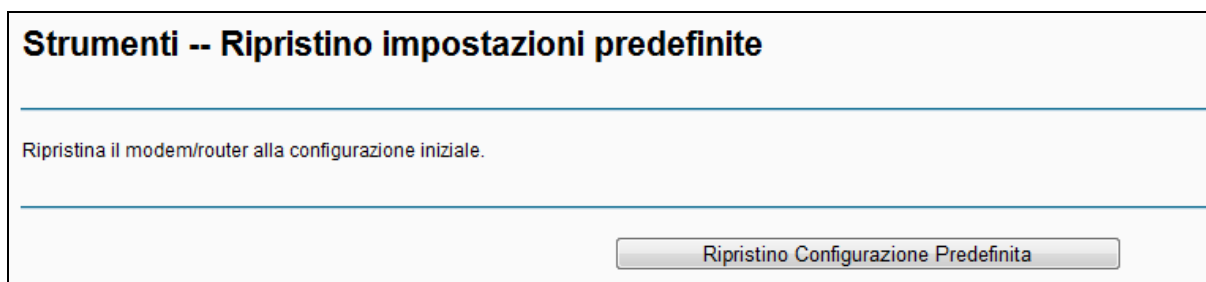 Strumenti -- Ripristino impostazioni predefinite
Ripristina il modem/router alla configurazione iniziale.
Ripristino Configurazione Predefinita